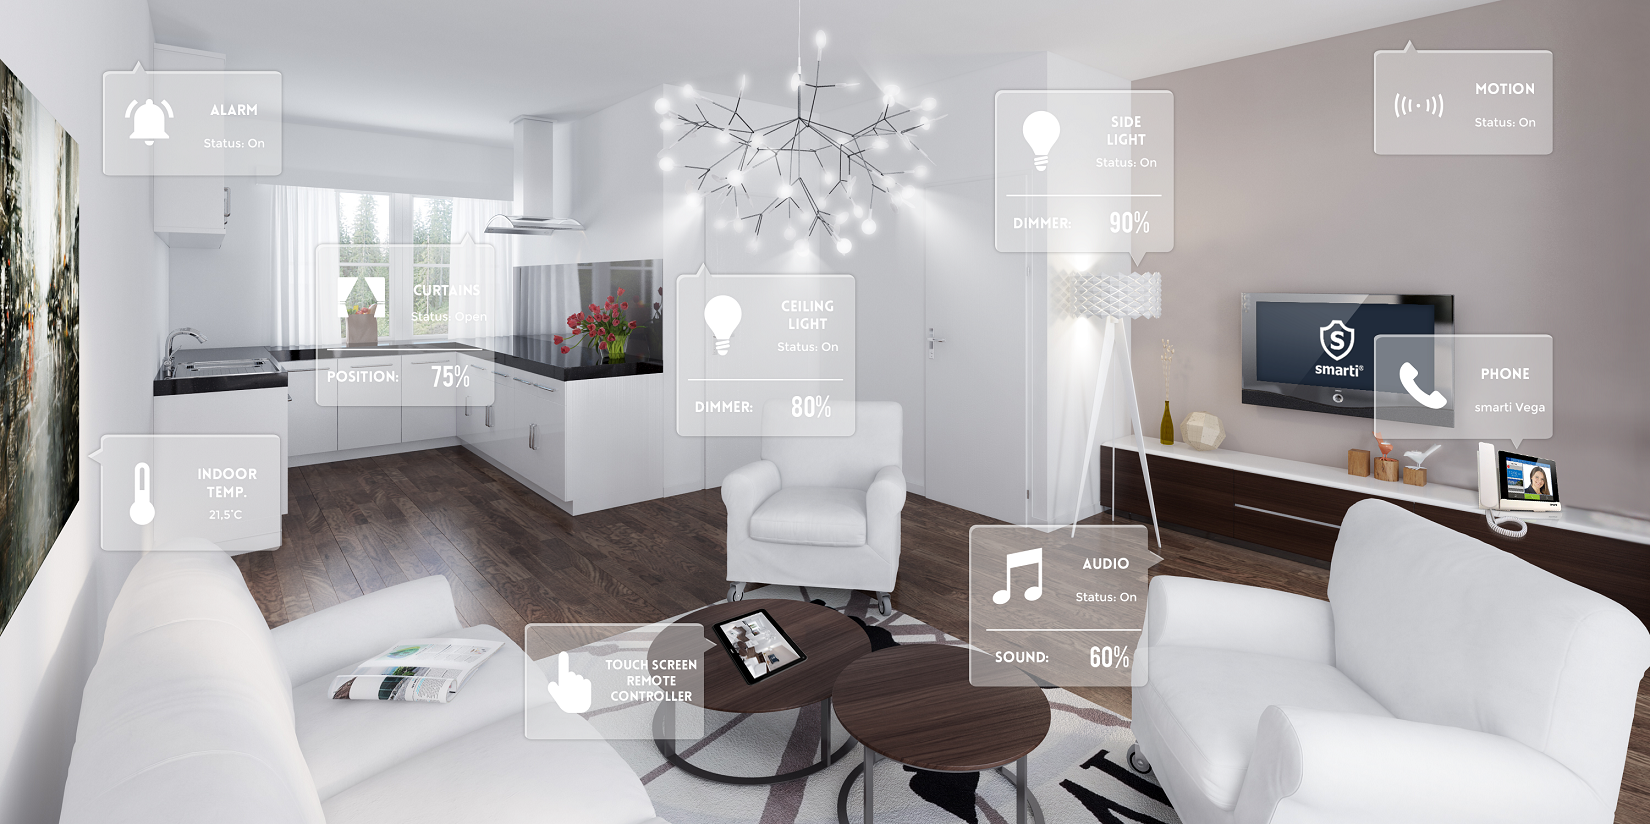 ALARM
Status: On
CURTAINS
Status: Open
POSITION: 75%
INDOOR
TEMP.
21,5°C
CEILING
LIGHT
Status: On
DIMMER: 80%
SIDE
LIGHT
Status: On
DIMMER: 90%
MOTION
Status: On
S
smarti®
PHONE
smarti Vega
AUDIO
Status: On
SOUND: 60%
TOUCH SCREEN
REMOTE
CONTROLLER